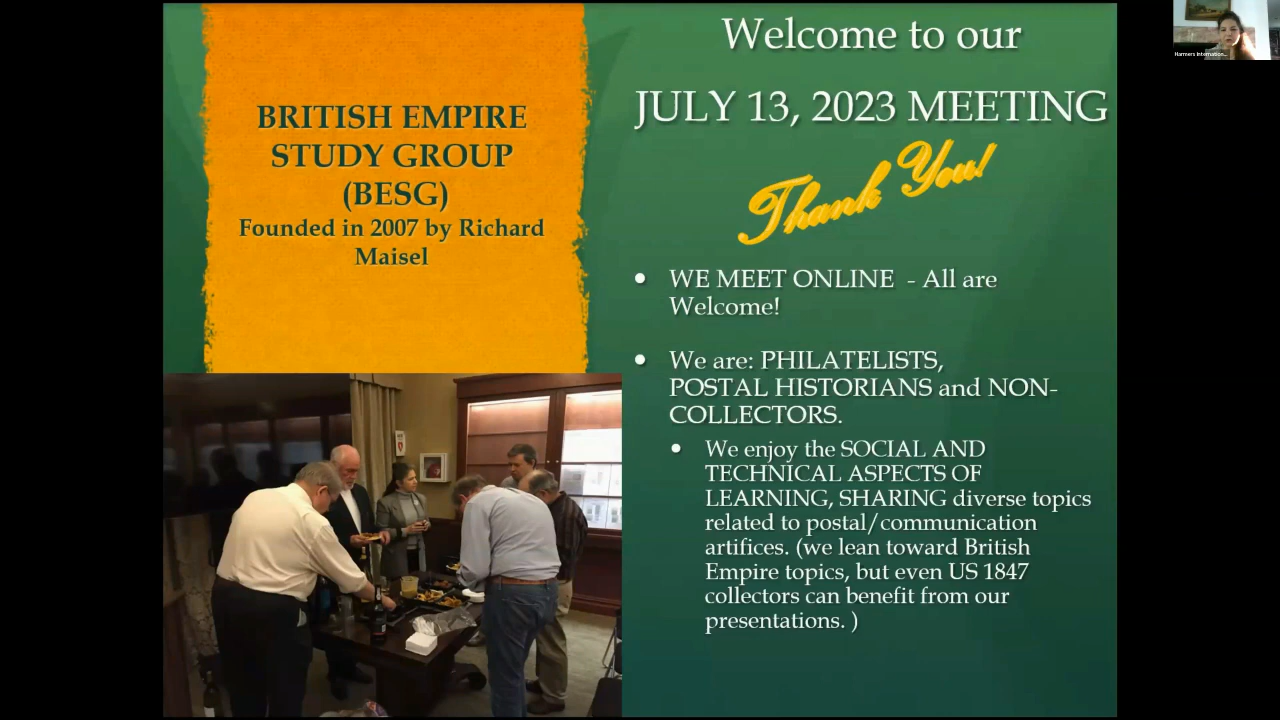 BRITISH EMPIRE
STUDY GROUP
(BESG)
Founded in 2007 by Richard
Maisel
Welcome to our
JULY 13, 2023 MEETING
Thank You!
• WE MEET ONLINE - All are
Welcome!
• We are: PHILATELISTS,
POSTAL HISTORIANS and NON-
COLLECTORS.
• We enjoy the SOCIAL AND
TECHNICAL ASPECTS OF
LEARNING, SHARING diverse topics
related to postal/communication
artifices. (we lean toward British
Empire topics, but even US 1847
collectors can benefit from our
presentations. )
Harmers Internation...